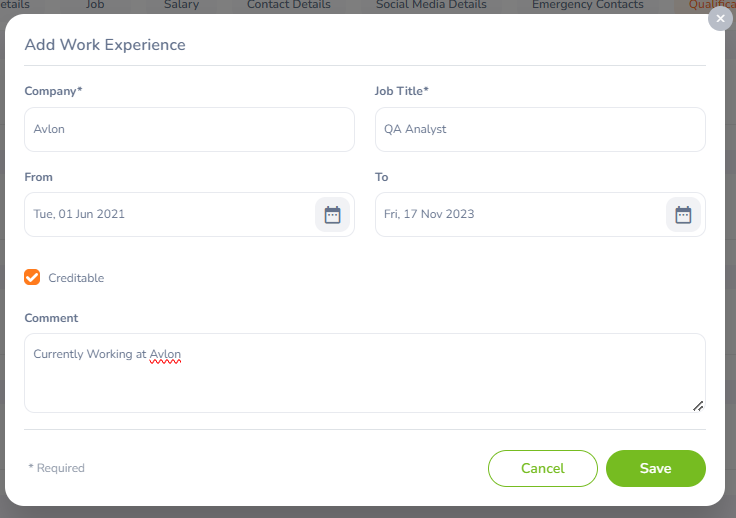 etails Job Salary Contact Details Social Media Details Emergency Contacts Qualifica
Add Work Experience
Company* Job Title*
Avlon QA Analyst
From To
Tue, 01 Jun 2021 Fri, 17 Nov 2023
Creditable
Comment
Currently Working at Avlon
* Required Cancel Save